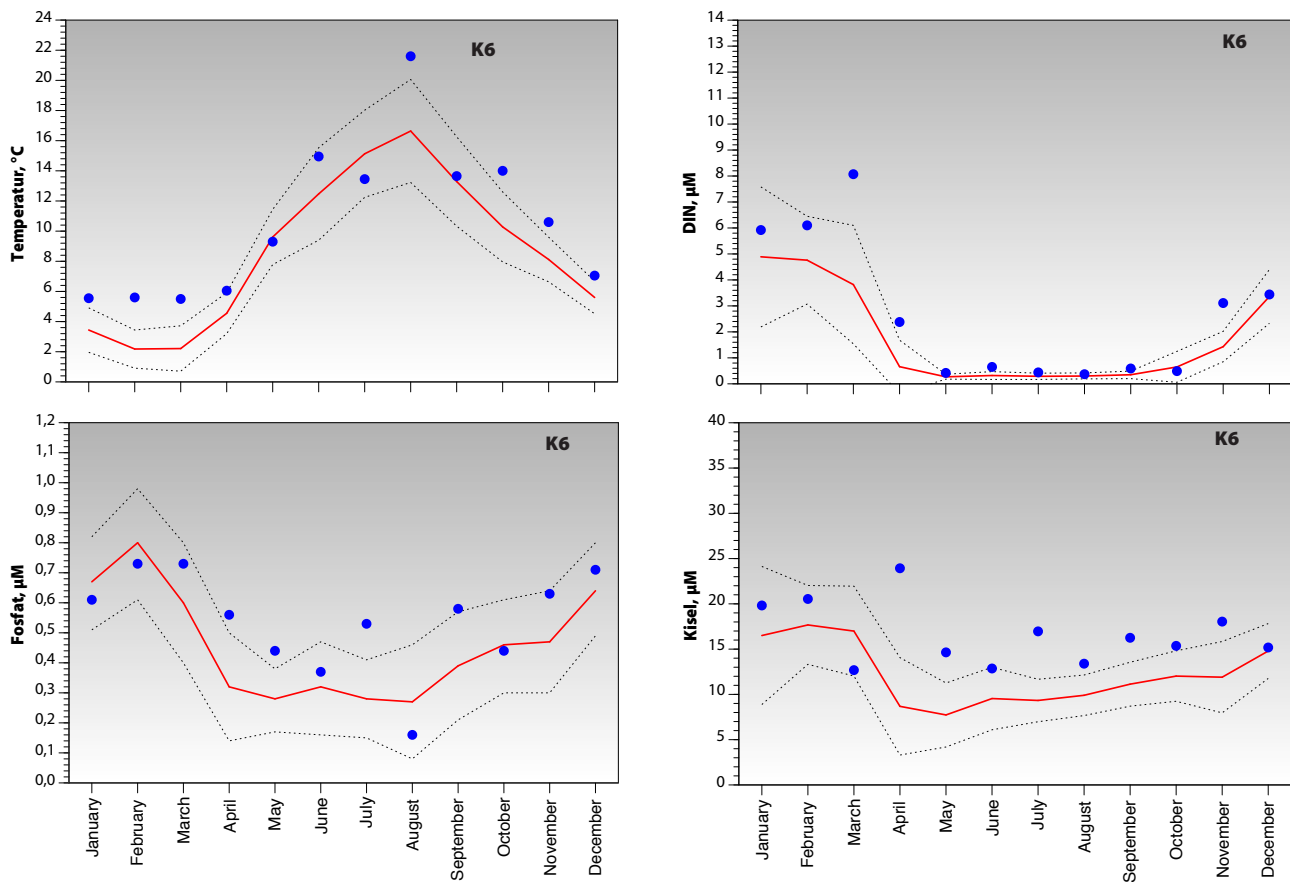 24
22
20
18
16
14
12
10
8
6
4
2
0
Temperatur, °C
K6
14
13
12
11
10
9
8
7
6
5
4
3
2
1
0
DIN, µM
K6
1,2
1,1
1,0
0,9
0,8
0,7
0,6
0,5
0,4
0,3
0,2
0,1
0,0
Fosfat, µM
K6
January
February
March
April
May
June
July
August
September
October
November
December
40
35
30
25
20
15
10
5
0
Kisel, µM
K6
January
February
March
April
May
June
July
August
September
October
November
December